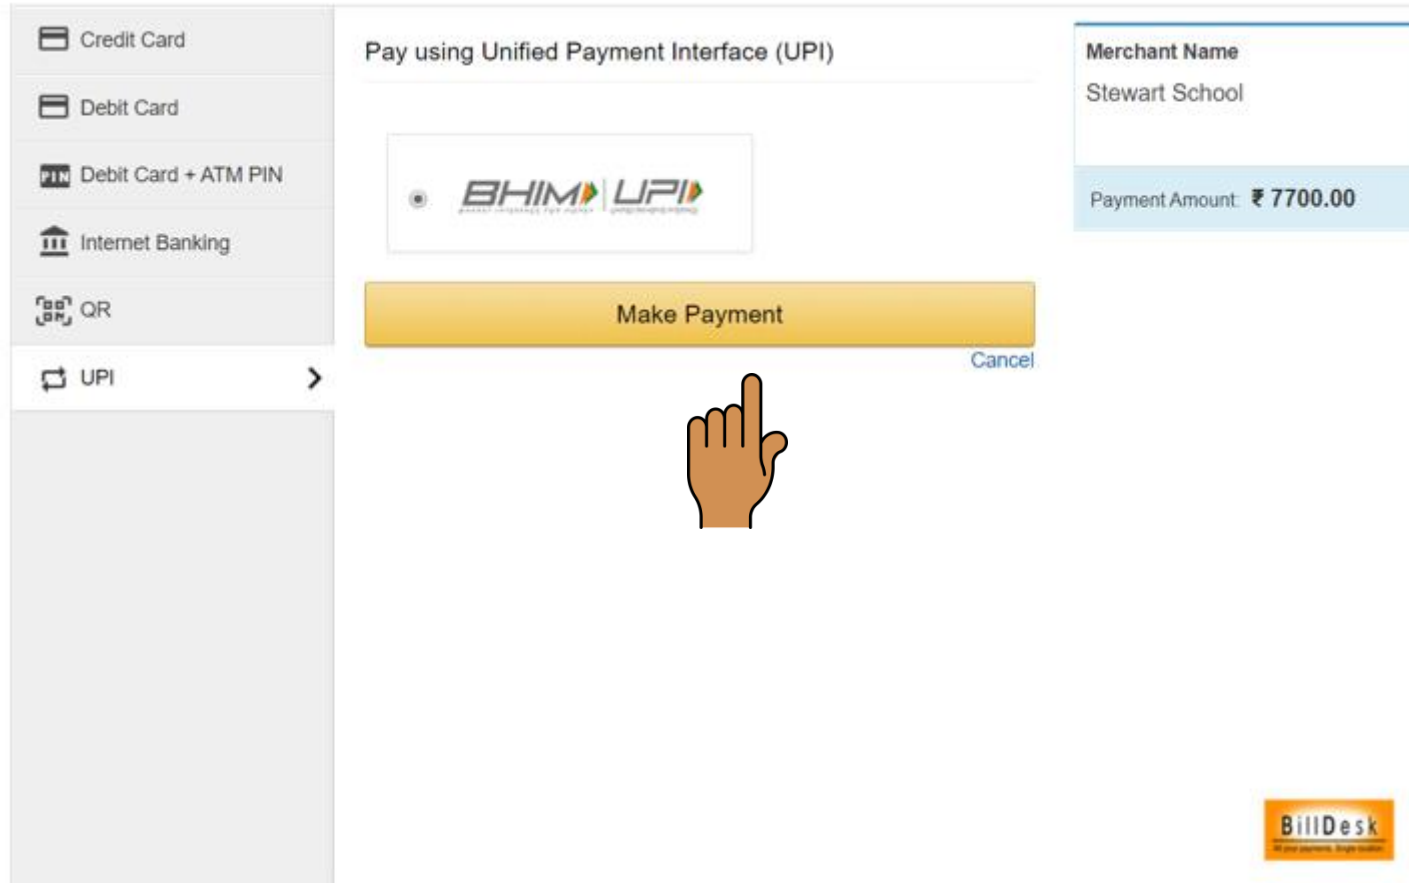 Credit Card
Debit Card
PIN Debit Card + ATM PIN
Internet Banking
QR
UPI
Pay using Unified Payment Interface (UPI)
BHIM UPI
Make Payment
Cancel
Merchant Name
Stewart School
Payment Amount: ₹ 7700.00
BillDesk